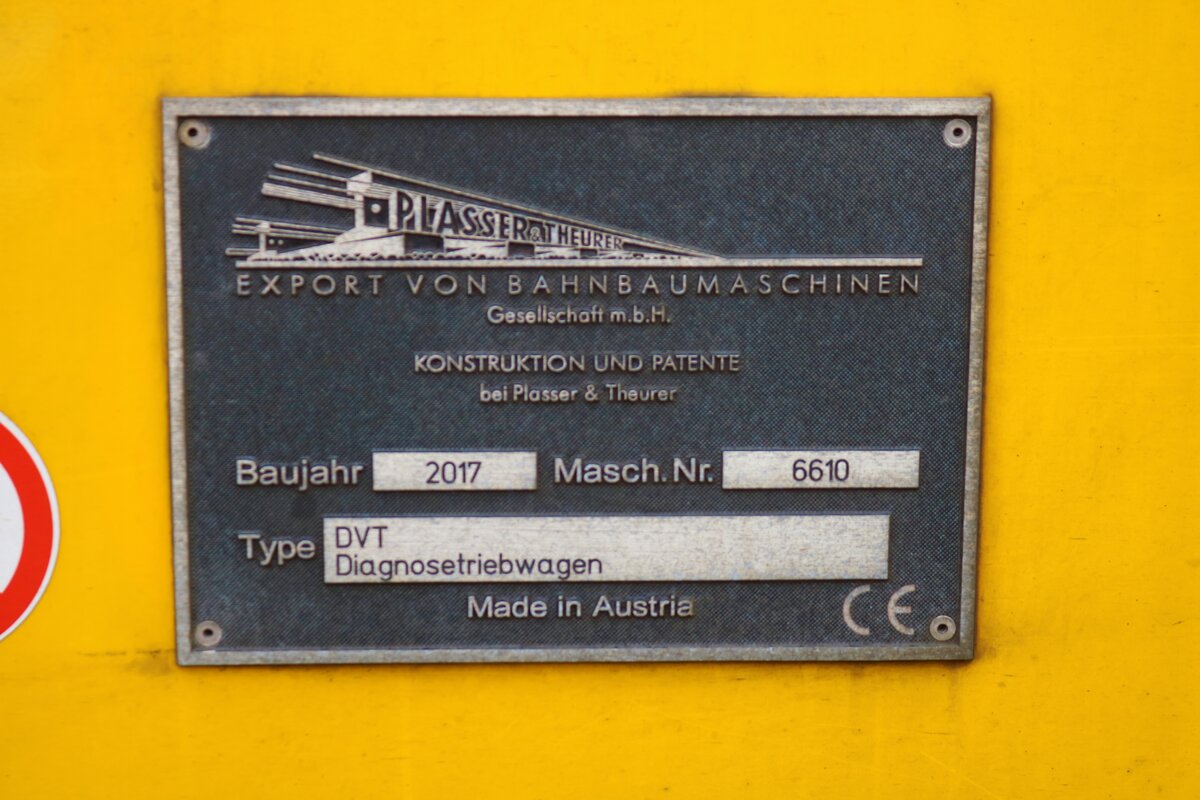 PLASSER & THEURER
EXPORT VON BAHNBAUMASCHINEN
Gesellschaft m.b.H.
KONSTRUKTION UND PATENTE
bei Plasser & Theurer
Baujahr 2017 Masch.Nr. 6610
Type DVT
Diagnosetriebwagen
Made in Austria
CE